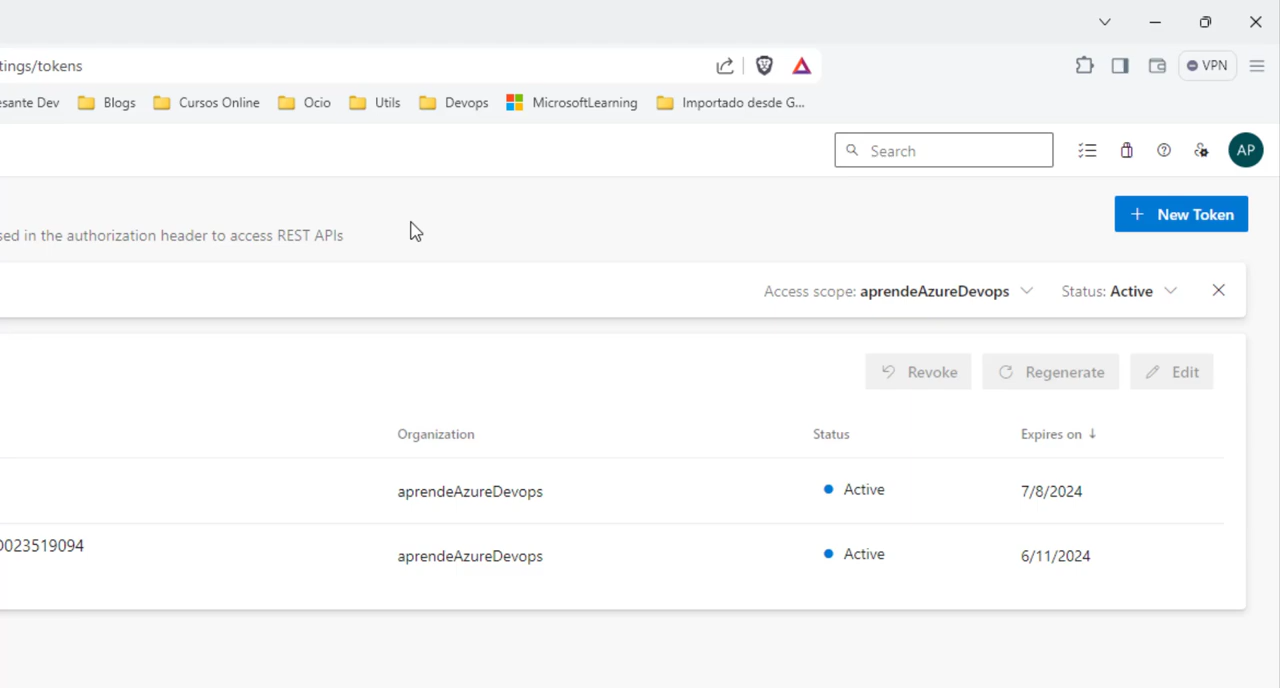 tings/tokens
VPN
esante Dev Blogs Cursos Online Ocio Utils Devops MicrosoftLearning Importado desde G...
Search AP
New Token
sed in the authorization header to access REST APIs
Access scope: aprendeAzureDevops Status: Active
Revoke Regenerate Edit
Organization Status Expires on
aprendeAzureDevops Active 7/8/2024
0023519094
aprendeAzureDevops Active 6/11/2024